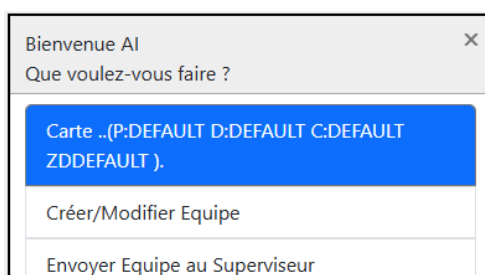 Bienvenue AI
Que voulez-vous faire ?
Carte ..(P:DEFAULT D:DEFAULT C:DEFAULT
ZDDEFAULT ).
Créer/Modifier Equipe
Envoyer Equipe au Superviseur